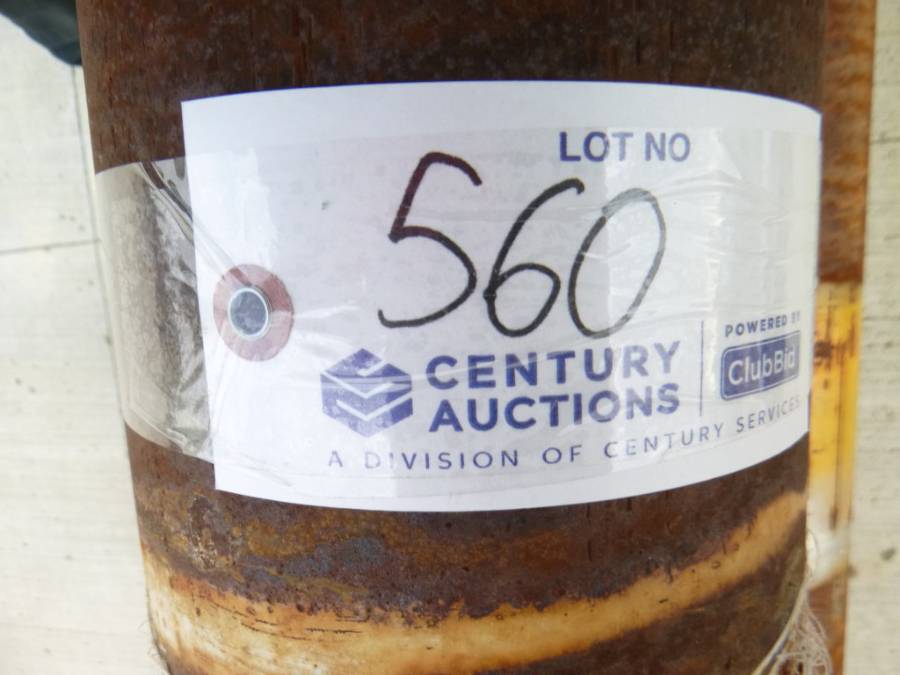 LOT NO
560
CENTURY
AUCTIONS
POWERED BY
ClubBid
A DIVISION OF CENTURY SERVICES